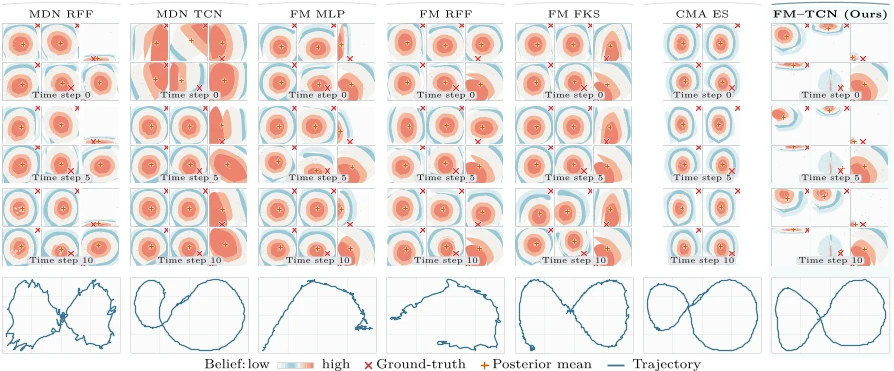 MDN RFF MDN TCN FM MLP FM RFF FM FKS CMA ES FM–TCN (Ours)
Time step 0 Time step 0 Time step 0 Time step 0 Time step 0 Time step 0 Time step 0
Time step 5 Time step 5 Time step 5 Time step 5 Time step 5 Time step 5 Time step 5
Time step 10 Time step 10 Time step 10 Time step 10 Time step 10 Time step 10 Time step 10
Belief: low high Ground-truth Posterior mean Trajectory